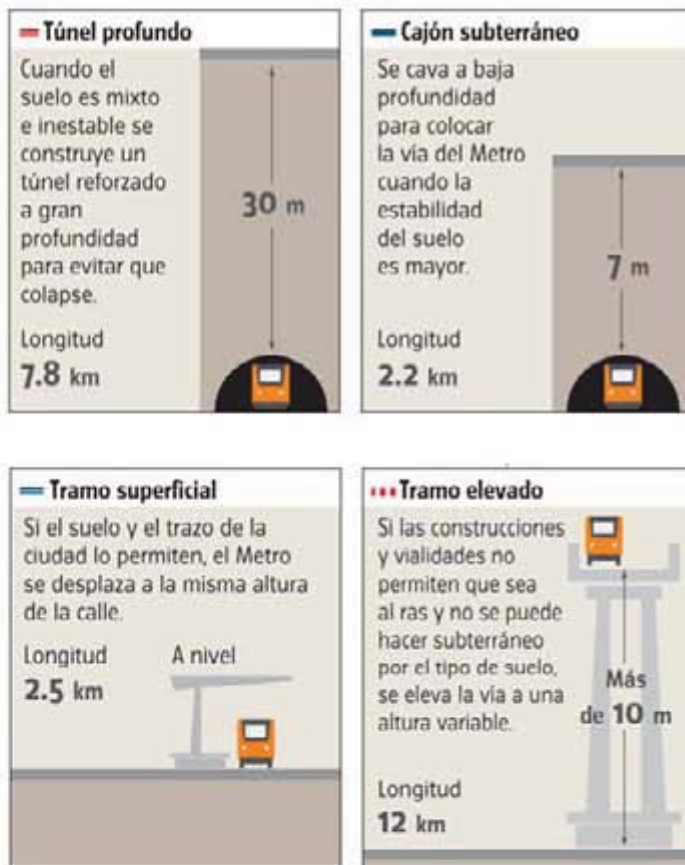 Túnel profundo
Cuando el
suelo es mixto
e inestable se
construye un
túnel reforzado
a gran
profundidad
para evitar que
colapse.
Longitud
7.8 km
30 m
Cajón subterráneo
Se cava a baja
profundidad
para colocar
la vía del Metro
cuando la
estabilidad
del suelo
es mayor.
Longitud
2.2 km
7 m
Tramo superficial
Si el suelo y el trazo de la
ciudad lo permiten, el Metro
se desplaza a la misma altura
de la calle.
Longitud
2.5 km
A nivel
Tramo elevado
Si las construcciones
y vialidades no
permiten que sea
al ras y no se puede
hacer subterráneo
por el tipo de suelo,
se eleva la vía a una
altura variable.
Más
de 10 m
Longitud
12 km